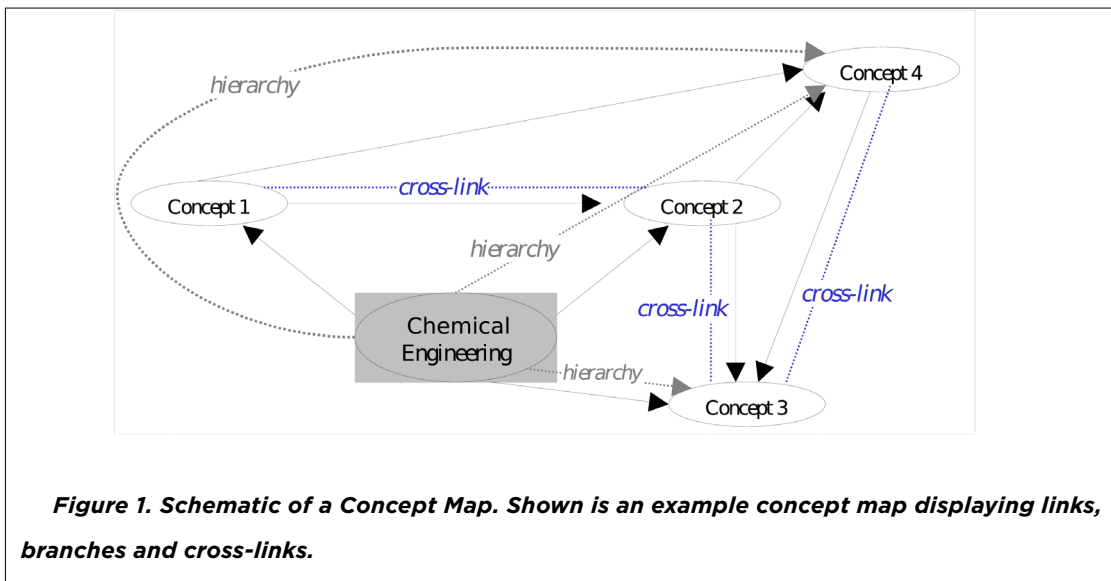 Concept 4
hierarchy
cross-link
Concept 1
Concept 2
hierarchy
cross-link
cross-link
Chemical
Engineering
hierarchy
Concept 3
Figure 1. Schematic of a Concept Map. Shown is an example concept map displaying links,
branches and cross-links.